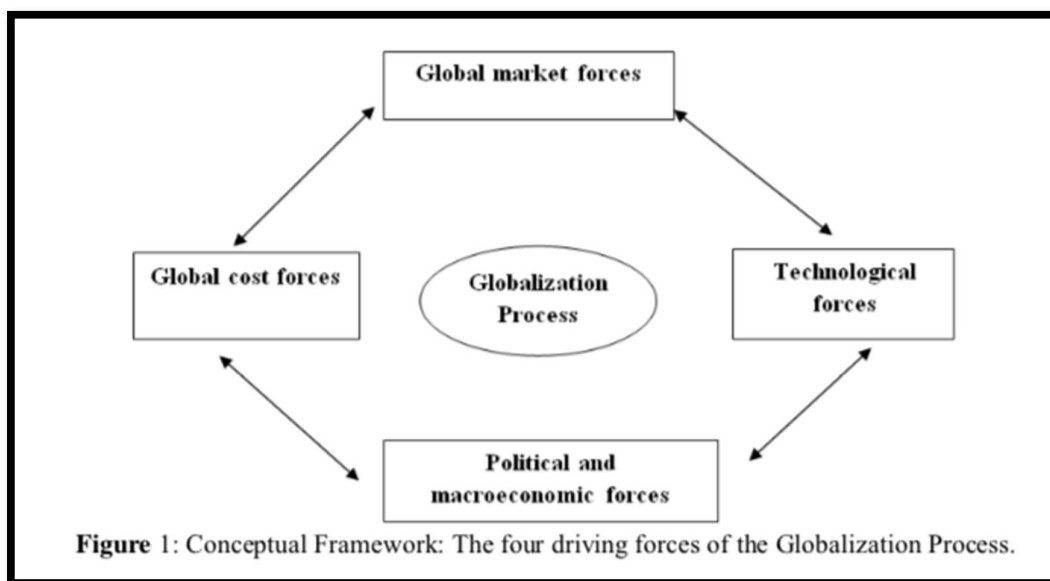 Global market forces
Global cost forces
Globalization
Process
Technological
forces
Political and
macroeconomic forces
Figure 1: Conceptual Framework: The four driving forces of the Globalization Process.